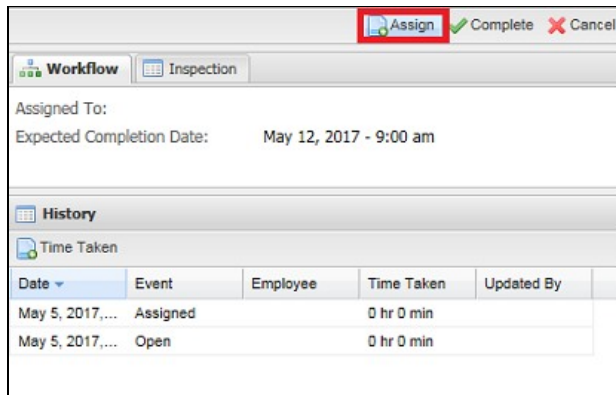 Assign Complete Cancel
Workflow Inspection
Assigned To:
Expected Completion Date: May 12, 2017 - 9:00 am
History
Time Taken
Date Event Employee Time Taken Updated By
May 5, 2017,... Assigned 0 hr 0 min
May 5, 2017,... Open 0 hr 0 min